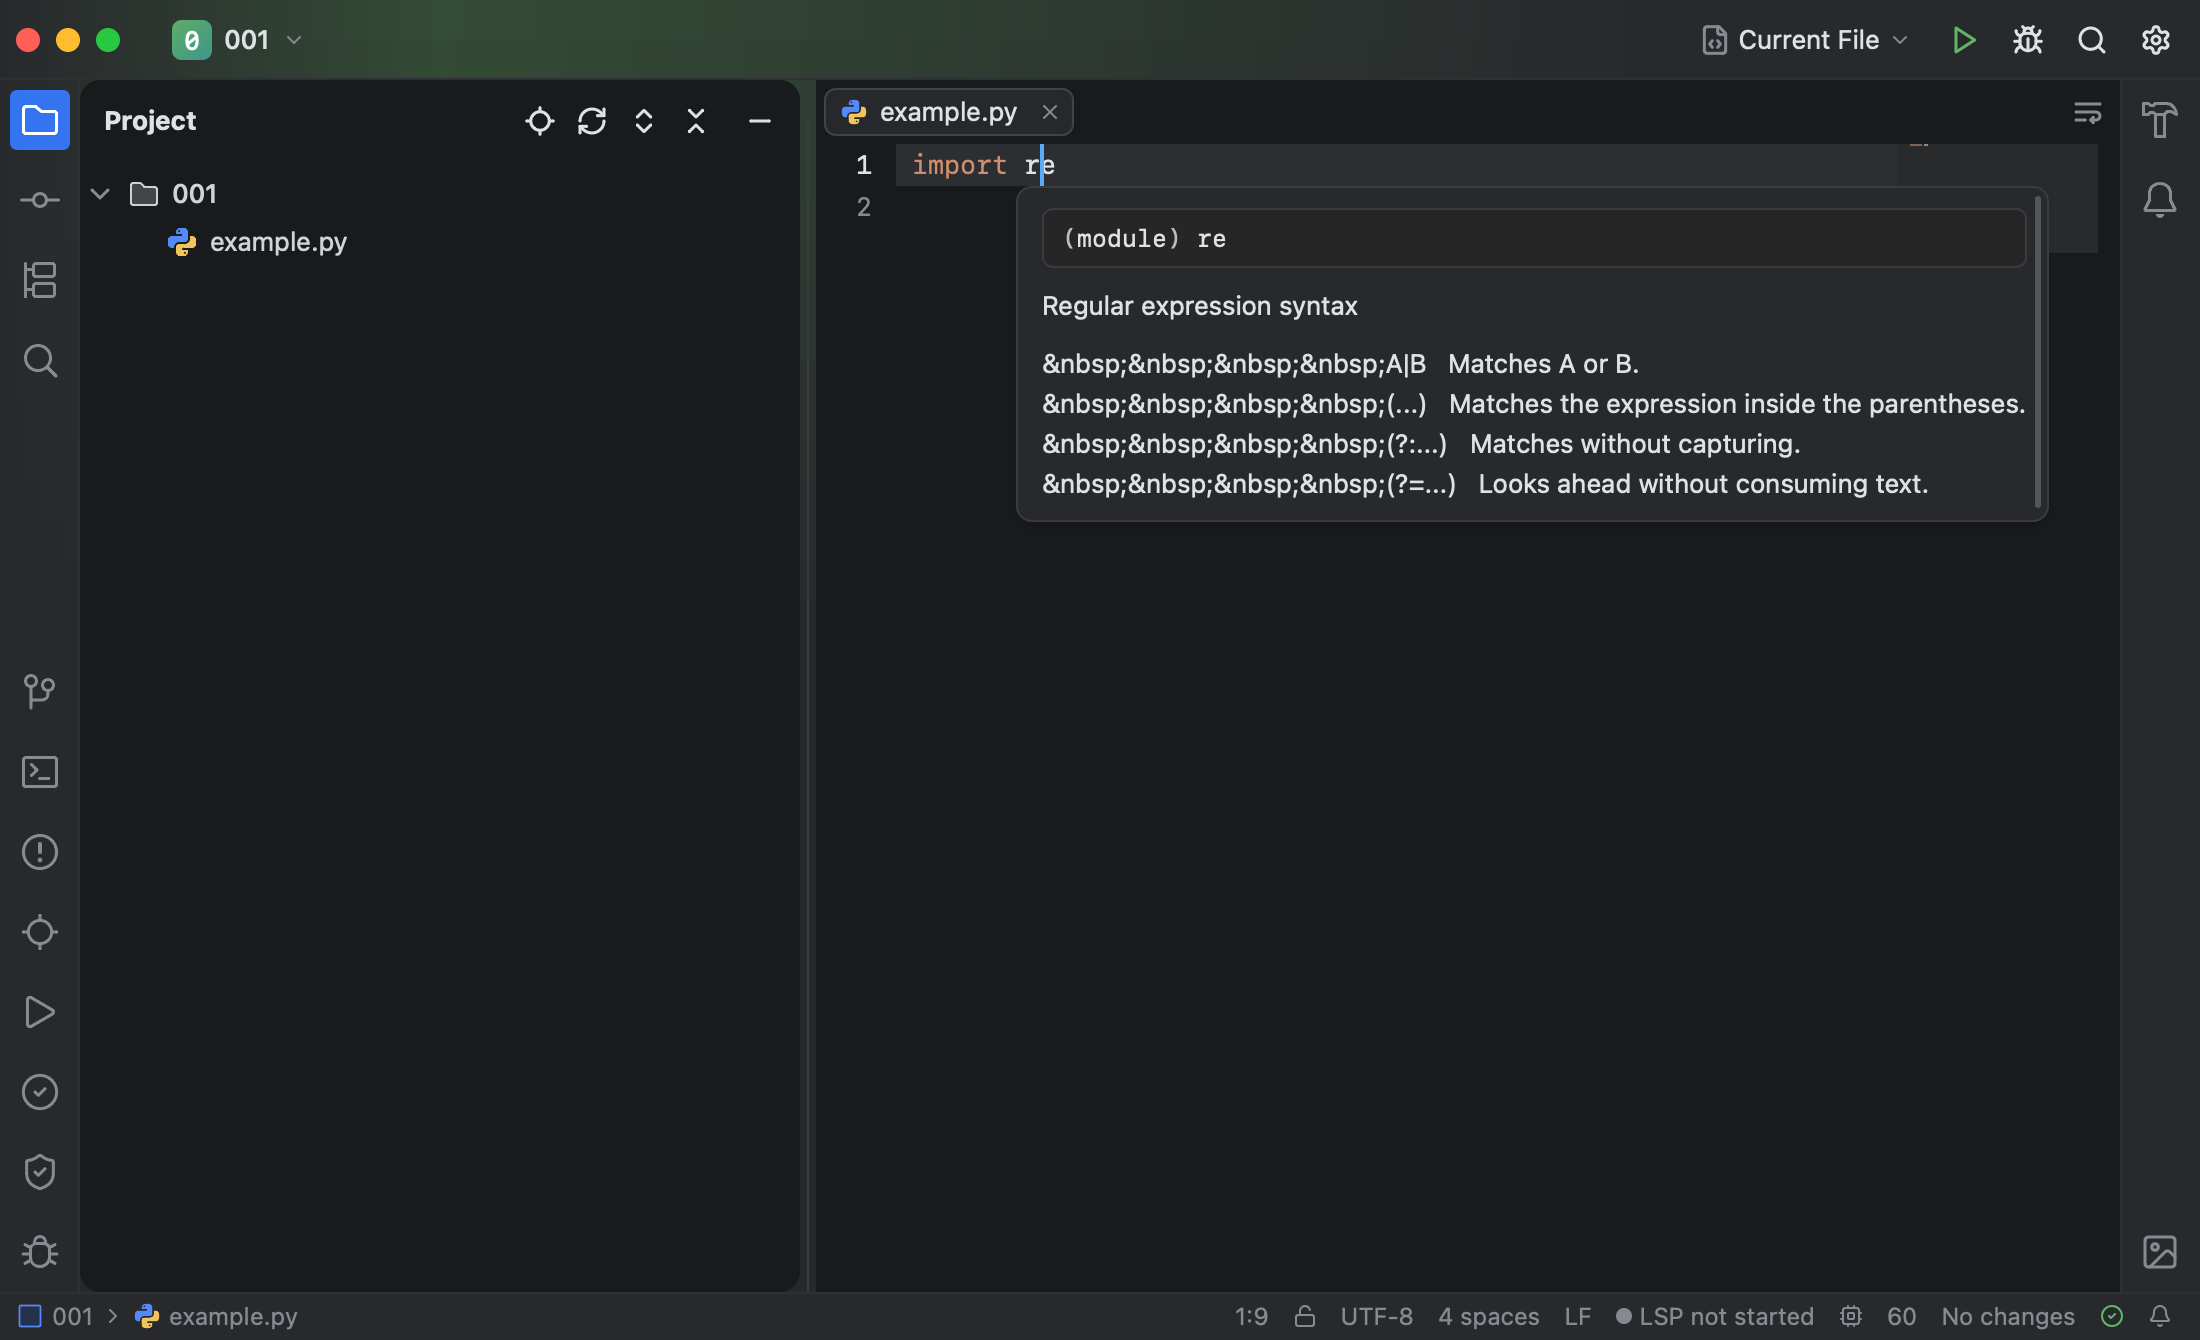 0 001
Current File
Project
001
example.py
example.py
1 import re
2
(module) re
Regular expression syntax
&nbsp;&nbsp;&nbsp;&nbsp;A|B Matches A or B.
&nbsp;&nbsp;&nbsp;&nbsp;(...) Matches the expression inside the parentheses.
&nbsp;&nbsp;&nbsp;&nbsp;(?:...) Matches without capturing.
&nbsp;&nbsp;&nbsp;&nbsp;(?=...) Looks ahead without consuming text.
001 > example.py
1:9 UTF-8 4 spaces LF LSP not started 60 No changes